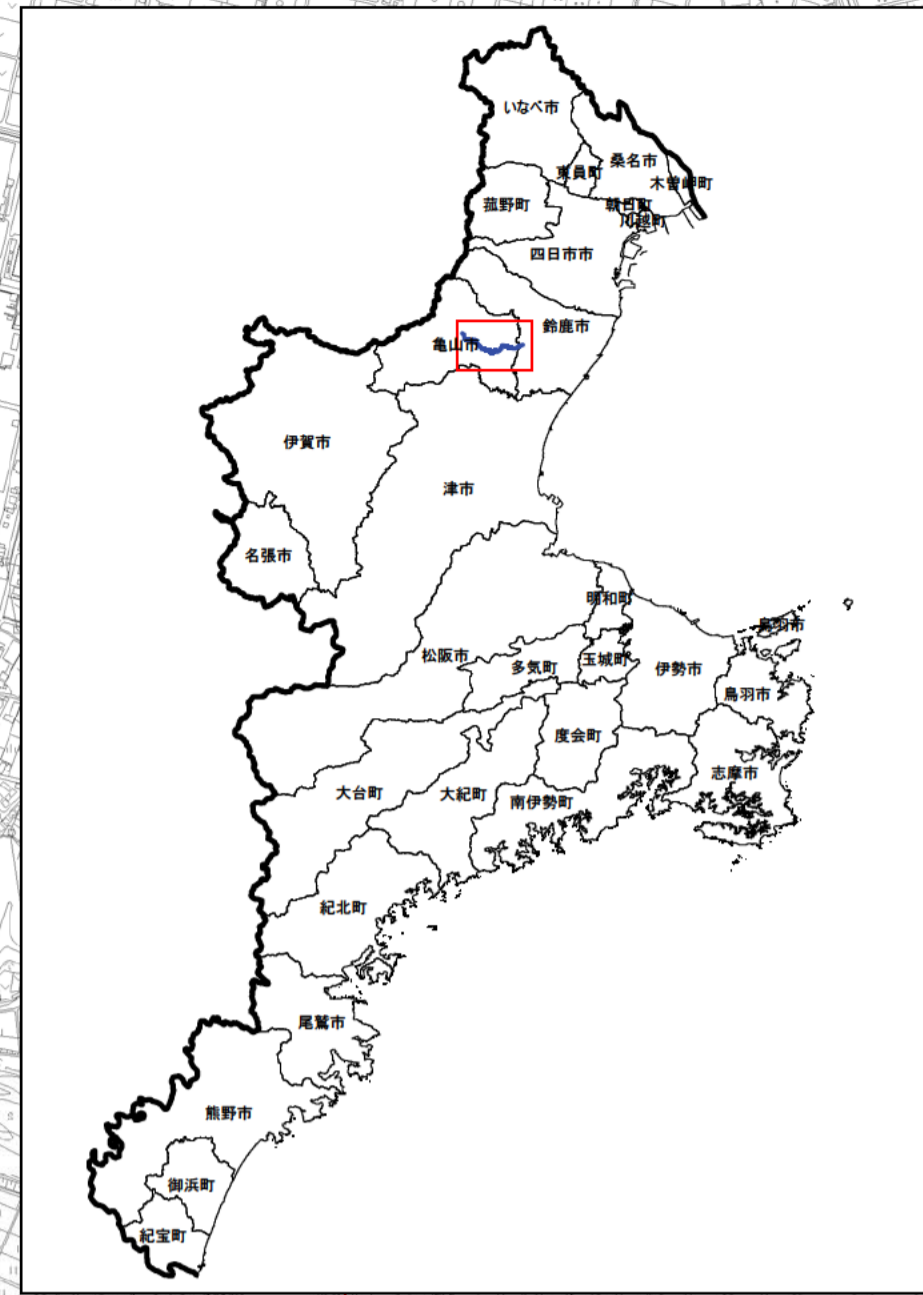 いなべ市
桑名市
東員町
木曽岬町
菰野町
朝日町
川越町
四日市市
鈴鹿市
亀山市
伊賀市
津市
名張市
明和町
鳥羽市
松阪市
多気町
玉城町
伊勢市
鳥羽市
度会町
志摩市
大台町
大紀町
南伊勢町
紀北町
尾鷲市
熊野市
御浜町
紀宝町